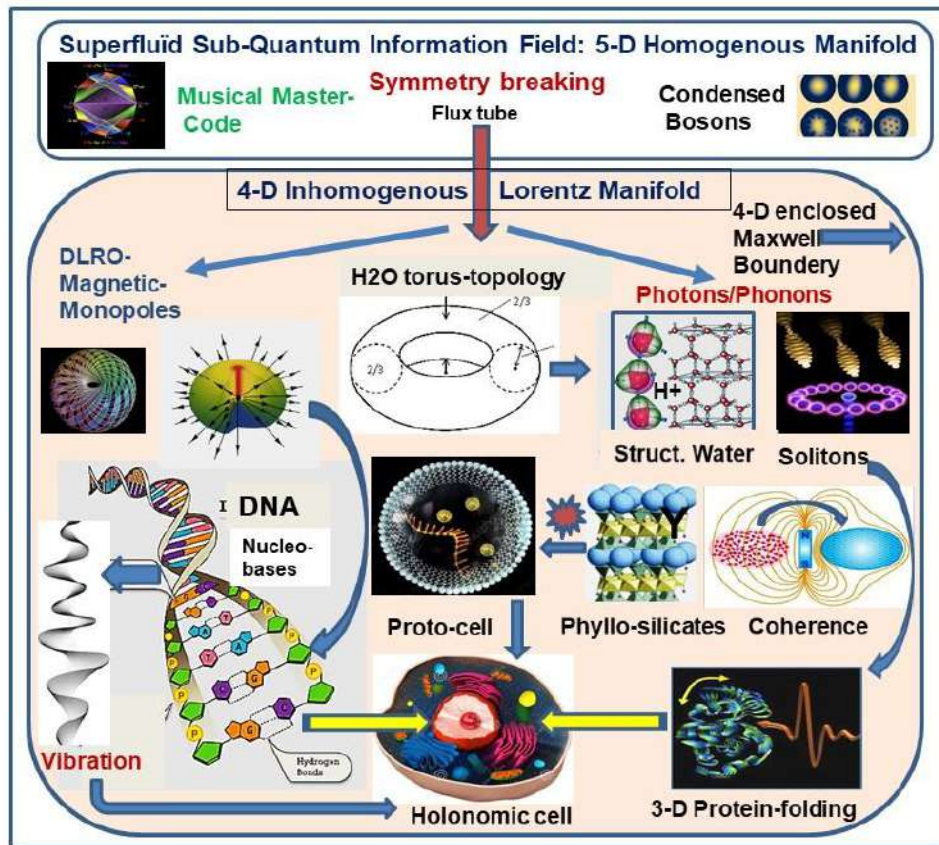 Superfluïd Sub-Quantum Information Field: 5-D Homogenous Manifold
Musical Master-
Code
Symmetry breaking
Flux tube
Condensed
Bosons
4-D Inhomogenous Lorentz Manifold
4-D enclosed
Maxwell
Boundery
DLRO-
Magnetic-
Monopoles
H2O torus-topology
2/3
2/3
Photons/Phonons
H+
Struct. Water
Solitons
I DNA
Nucleo-
bases
Proto-cell
Phyllo-silicates
Y
Coherence
N
P
P
P
P
P
P
A
T
T
A
G
C
G
C
Hydrogen
Bonds
Vibration
Holonomic cell
3-D Protein-folding